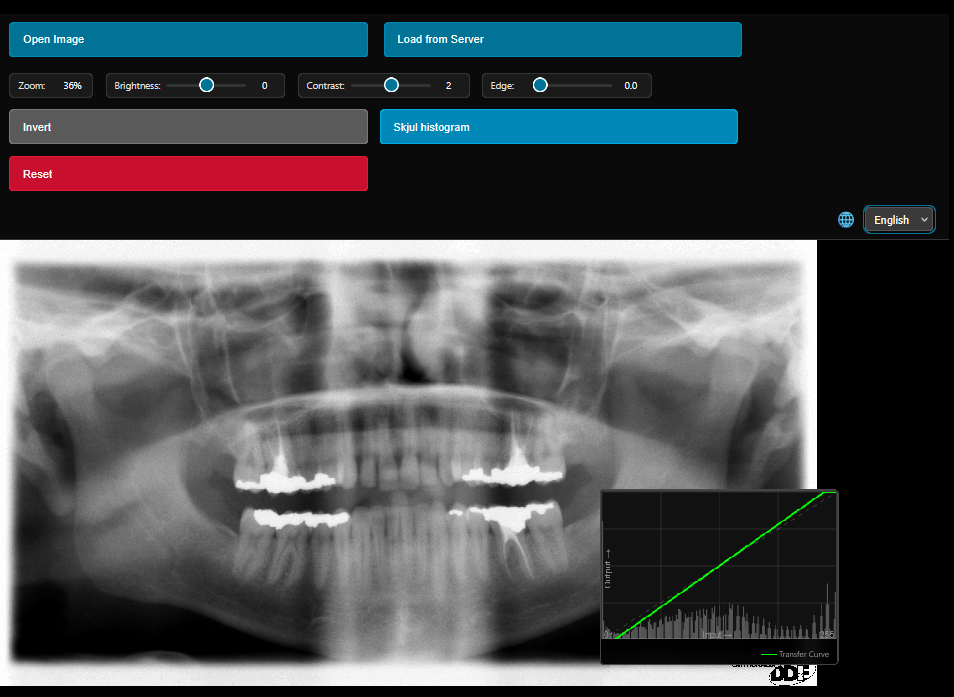 Open Image
Load from Server
Zoom: 36%
Brightness: 0
Contrast: 2
Edge: 0.0
Invert
Skjul histogram
Reset
English
Output →
0
Input →
255
Transfer Curve